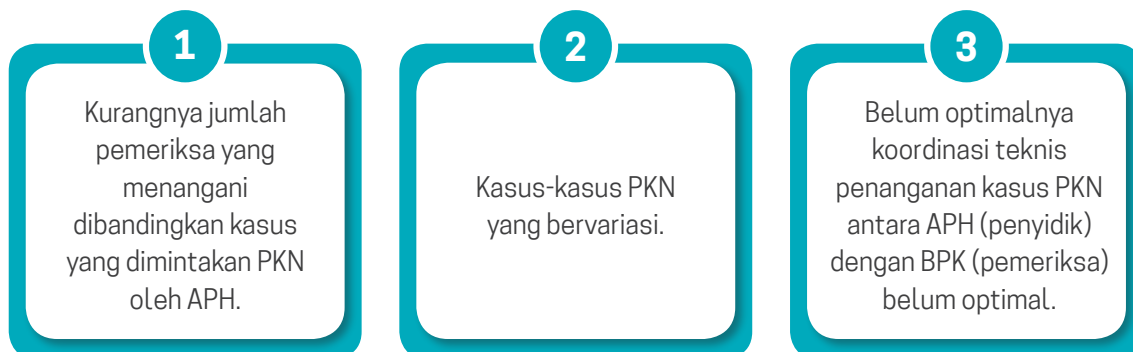 1
Kurangnya jumlah
pemeriksa yang
menangani
dibandingkan kasus
yang dimintakan PKN
oleh APH.
2
Kasus-kasus PKN
yang bervariasi.
3
Belum optimalnya
koordinasi teknis
penanganan kasus PKN
antara APH (penyidik)
dengan BPK (pemeriksa)
belum optimal.